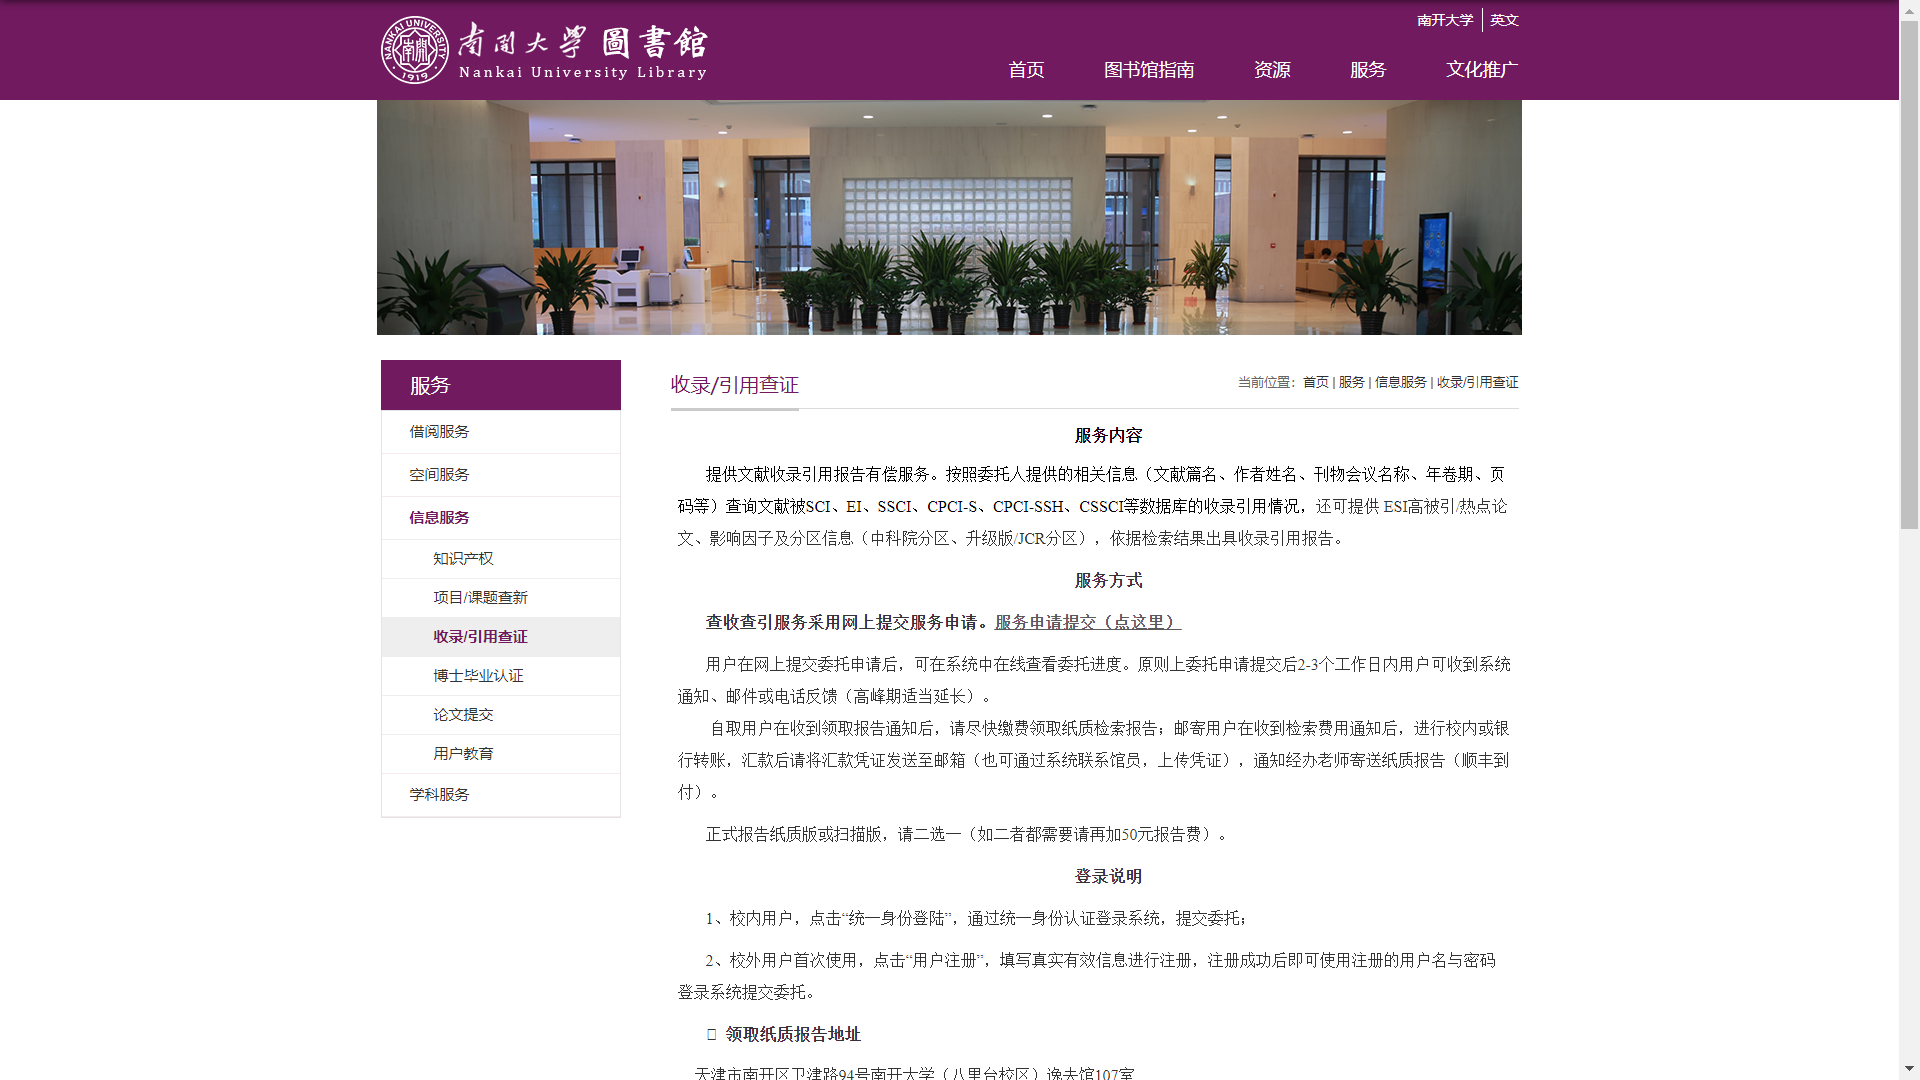 南开大学 英文
南開大學 圖書館
Nankai University Library
NANKAI UNIVERSITY
1919
首页 图书馆指南 资源 服务 文化推广
服务
借阅服务
空间服务
信息服务
知识产权
项目/课题查新
收录/引用查证
博士毕业认证
论文提交
用户教育
学科服务
收录/引用查证
当前位置: 首页 | 服务 | 信息服务 | 收录/引用查证
服务内容
提供文献收录引用报告有偿服务。按照委托人提供的相关信息（文献篇名、作者姓名、刊物会议名称、年卷期、页
码等）查询文献被SCI、EI、SSCI、CPCI-S、CPCI-SSH、CSSCI等数据库的收录引用情况，还可提供 ESI高被引/热点论
文、影响因子及分区信息（中科院分区、升级版/JCR分区），依据检索结果出具收录引用报告。
服务方式
查收查引服务采用网上提交服务申请。服务申请提交（点这里）
用户在网上提交委托申请后，可在系统中在线查看委托进度。原则上委托申请提交后2-3个工作日内用户可收到系统
通知、邮件或电话反馈（高峰期适当延长）。
自取用户在收到领取报告通知后，请尽快缴费领取纸质检索报告；邮寄用户在收到检索费用通知后，进行校内或银
行转账，汇款后请将汇款凭证发送至邮箱（也可通过系统联系馆员，上传凭证），通知经办老师寄送纸质报告（顺丰到
付）。
正式报告纸质版或扫描版，请二选一（如二者都需要请再加50元报告费）。
登录说明
1、校内用户，点击“统一身份登陆”，通过统一身份认证登录系统，提交委托；
2、校外用户首次使用，点击“用户注册”，填写真实有效信息进行注册，注册成功后即可使用注册的用户名与密码
登录系统提交委托。
领取纸质报告地址
天津市南开区卫津路94号南开大学（八里台校区）逸夫馆107室